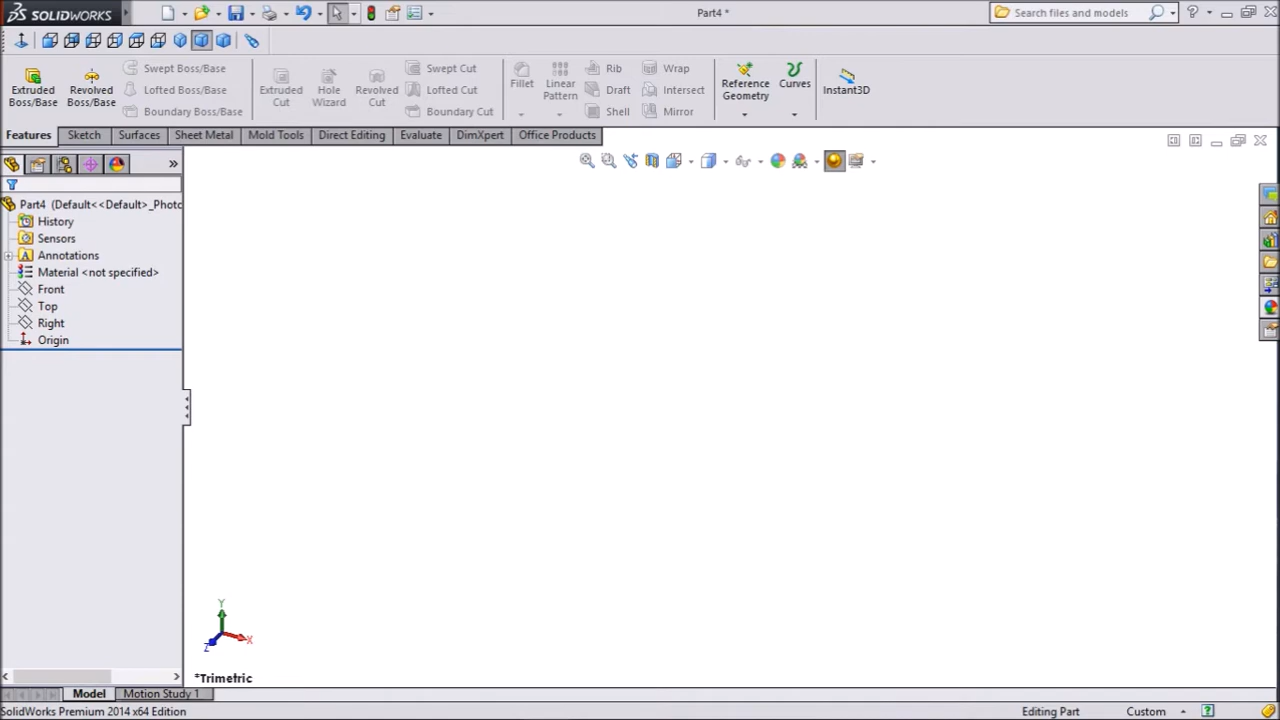 SOLIDWORKS
Part4 *
Search files and models
Extruded Boss/Base
Revolved Boss/Base
Swept Boss/Base
Lofted Boss/Base
Boundary Boss/Base
Extruded Cut
Hole Wizard
Revolved Cut
Swept Cut
Lofted Cut
Boundary Cut
Fillet
Linear Pattern
Rib
Draft
Shell
Wrap
Intersect
Mirror
Reference Geometry
Curves
Instant3D
Features
Sketch
Surfaces
Sheet Metal
Mold Tools
Direct Editing
Evaluate
DimXpert
Office Products
Part4 (Default<<Default>_Photo
History
Sensors
Annotations
Material <not specified>
Front
Top
Right
Origin
Y
X
Z
*Trimetric
Model
Motion Study 1
SolidWorks Premium 2014 x64 Edition
Editing Part
Custom